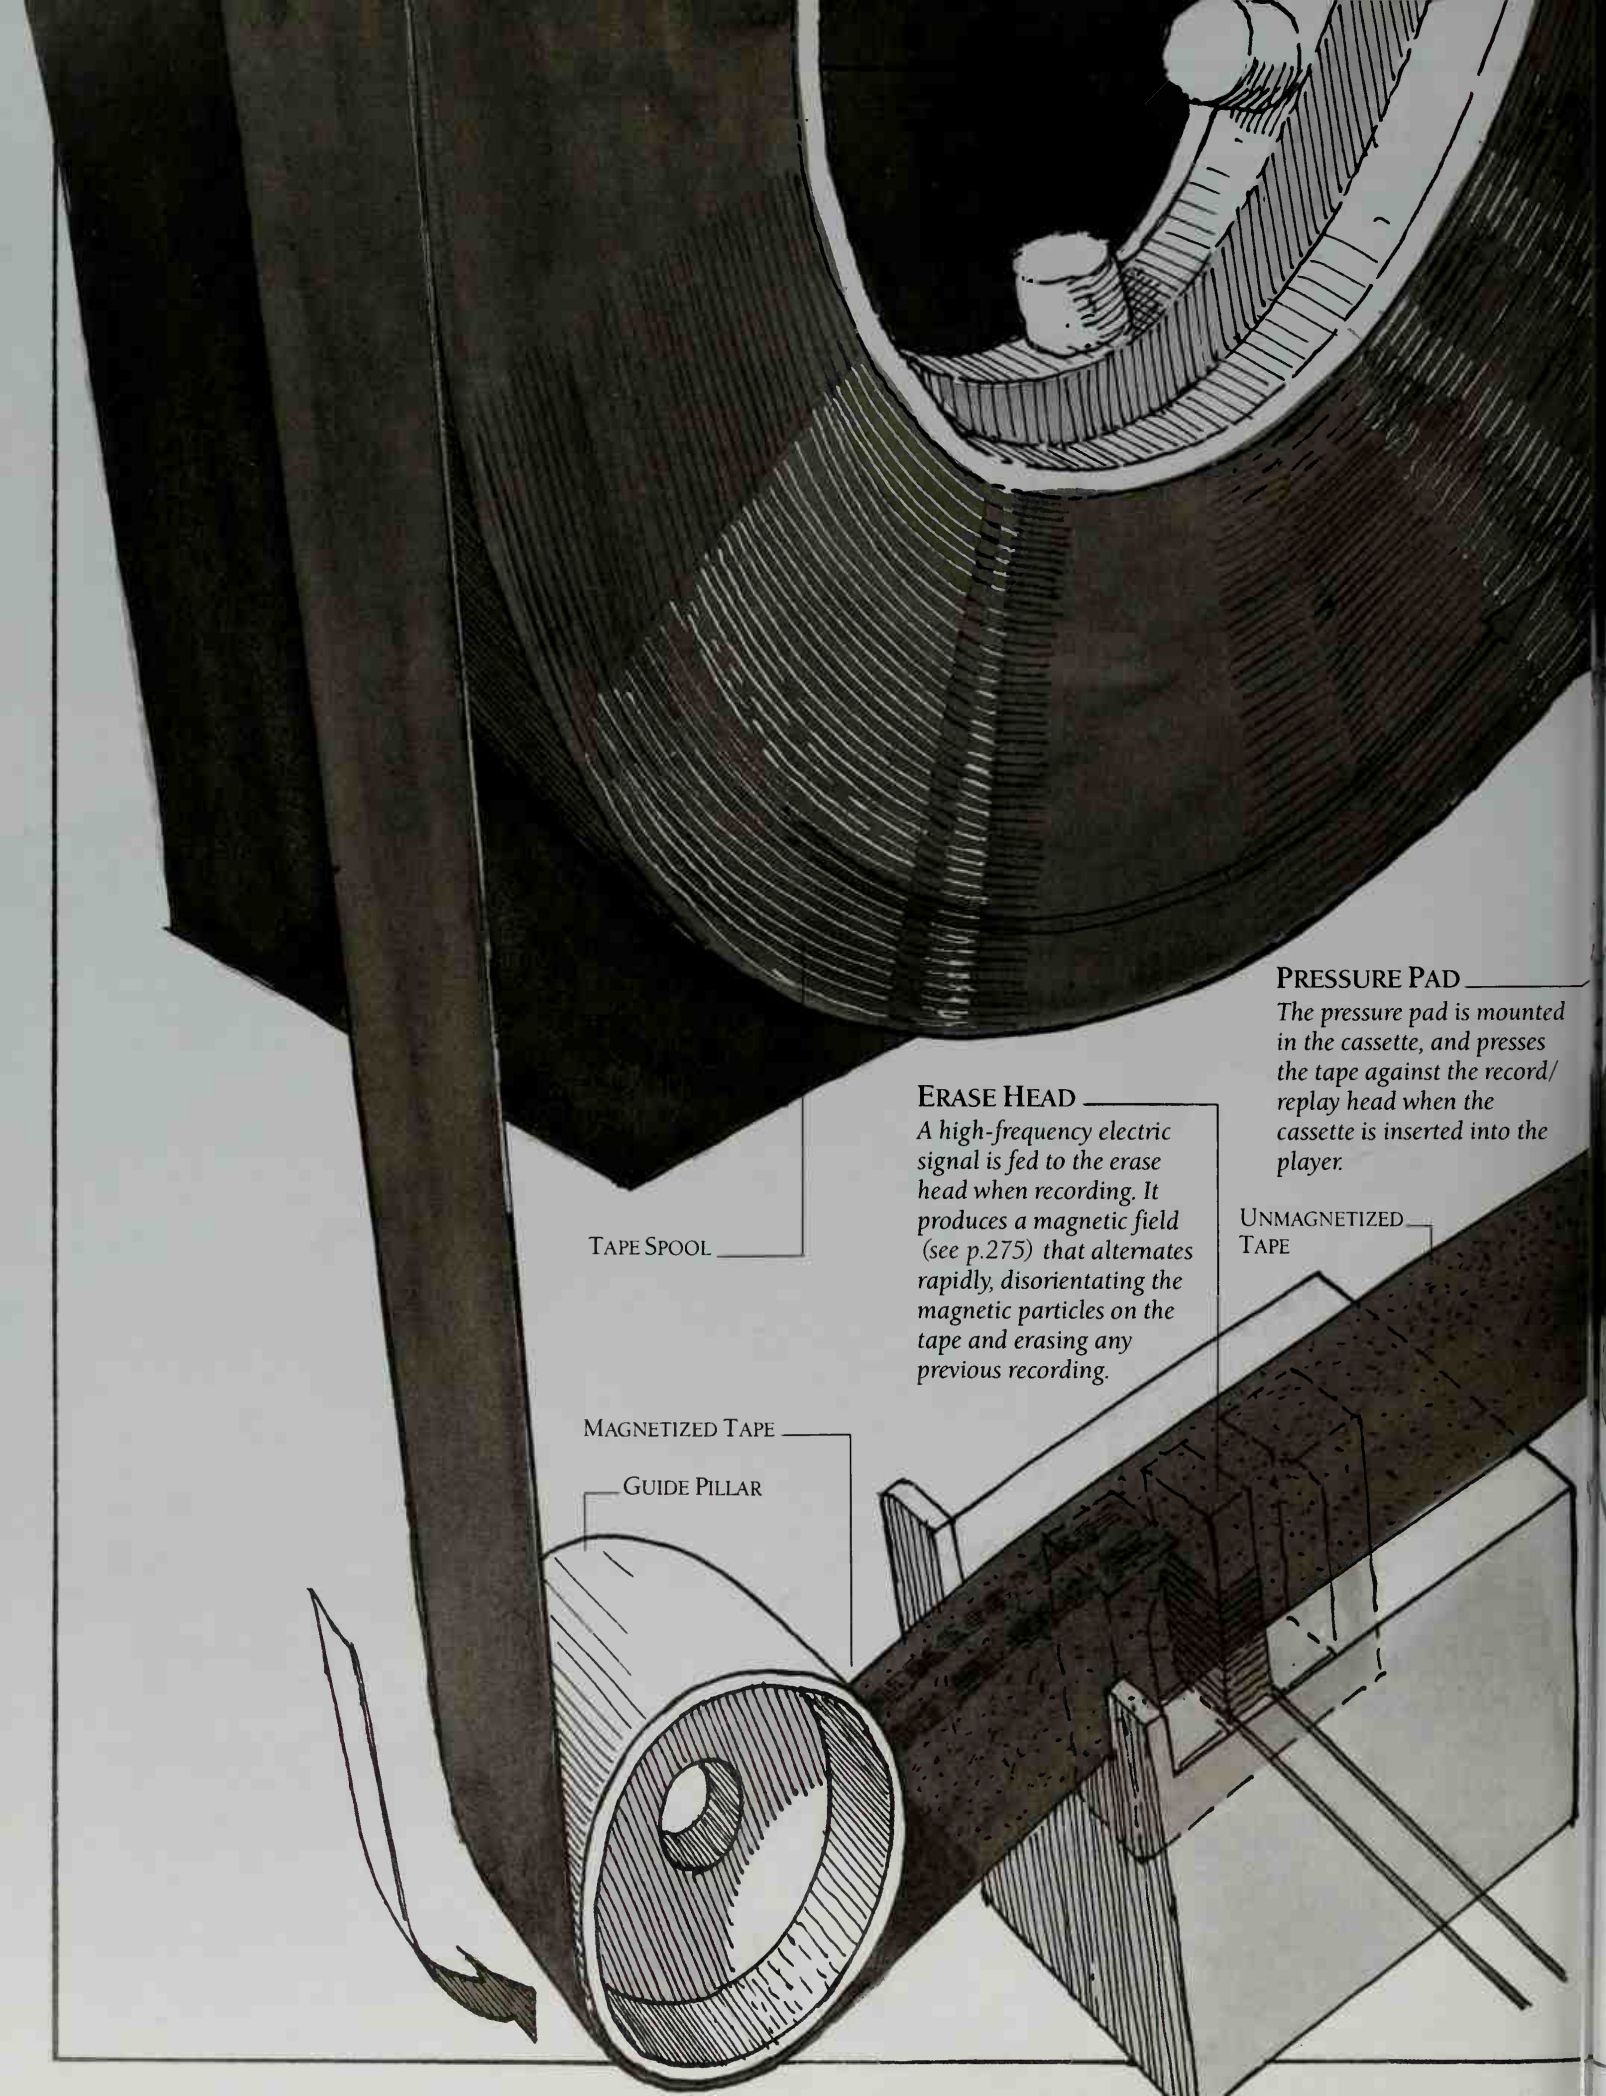 PRESSURE PAD
The pressure pad is mounted
in the cassette, and presses
the tape against the record/
replay head when the
cassette is inserted into the
player.
ERASE HEAD
A high-frequency electric
signal is fed to the erase
head when recording. It
produces a magnetic field
(see p.275) that alternates
rapidly, disorientating the
magnetic particles on the
tape and erasing any
previous recording.
UNMAGNETIZED
TAPE
TAPE SPOOL
MAGNETIZED TAPE
GUIDE PILLAR